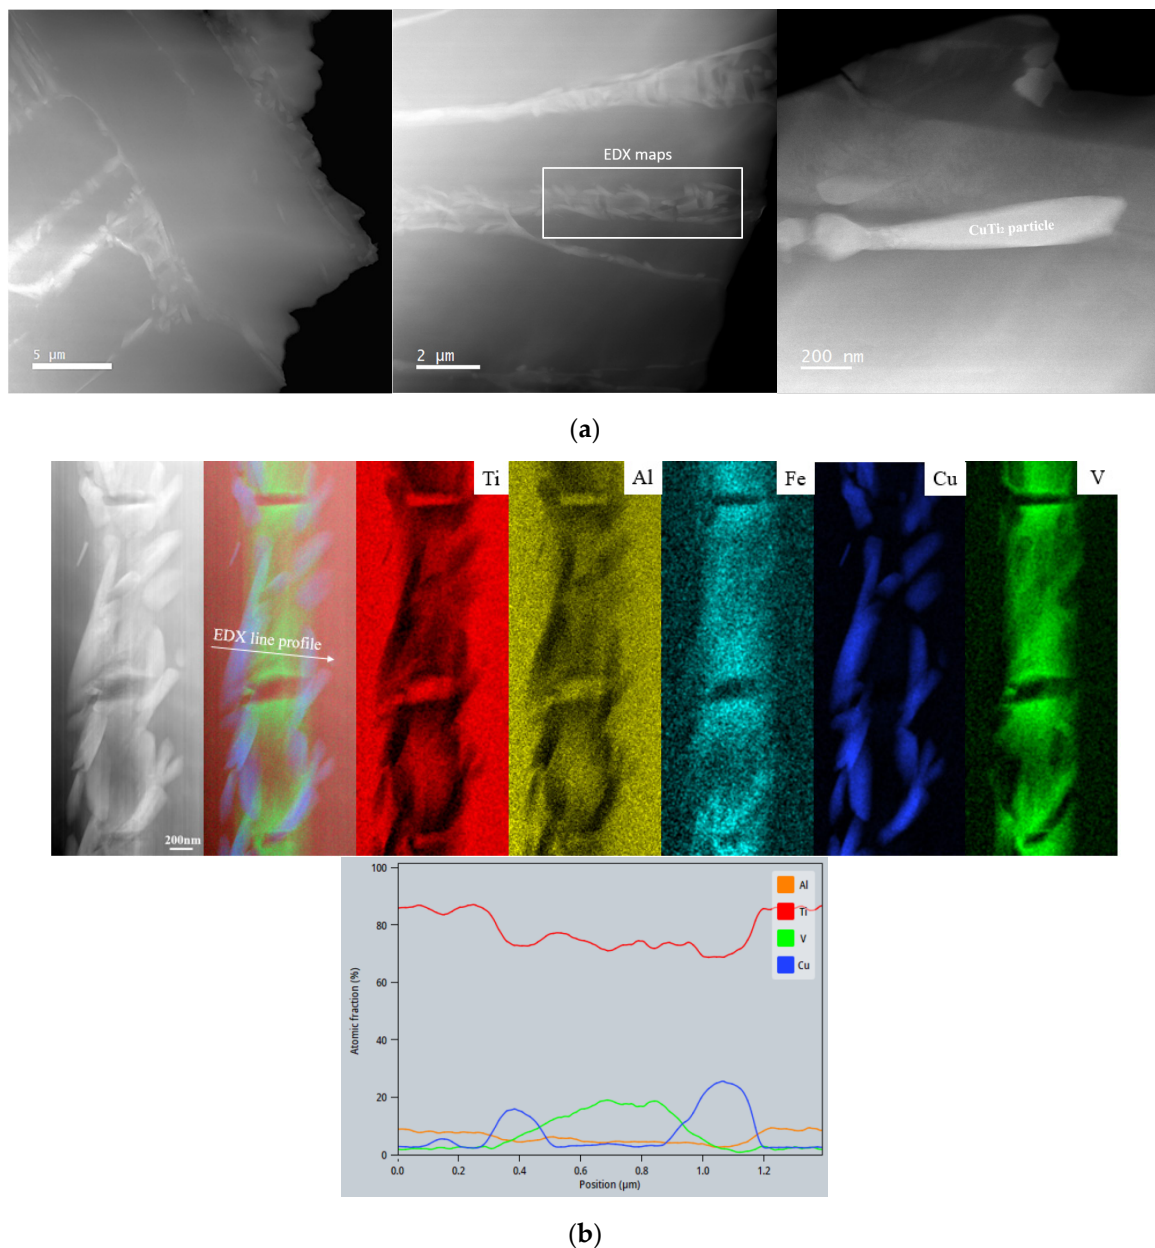 EDX maps
CuTi₂ particle
5 µm
2 µm
200 nm
(a)
Ti
Al
Fe
Cu
V
EDX line profile
200nm
100
80
60
40
20
0
Atomic fraction (%)
Al
Ti
V
Cu
0.0
0.2
0.4
0.6
0.8
1.0
1.2
Position (µm)
(b)